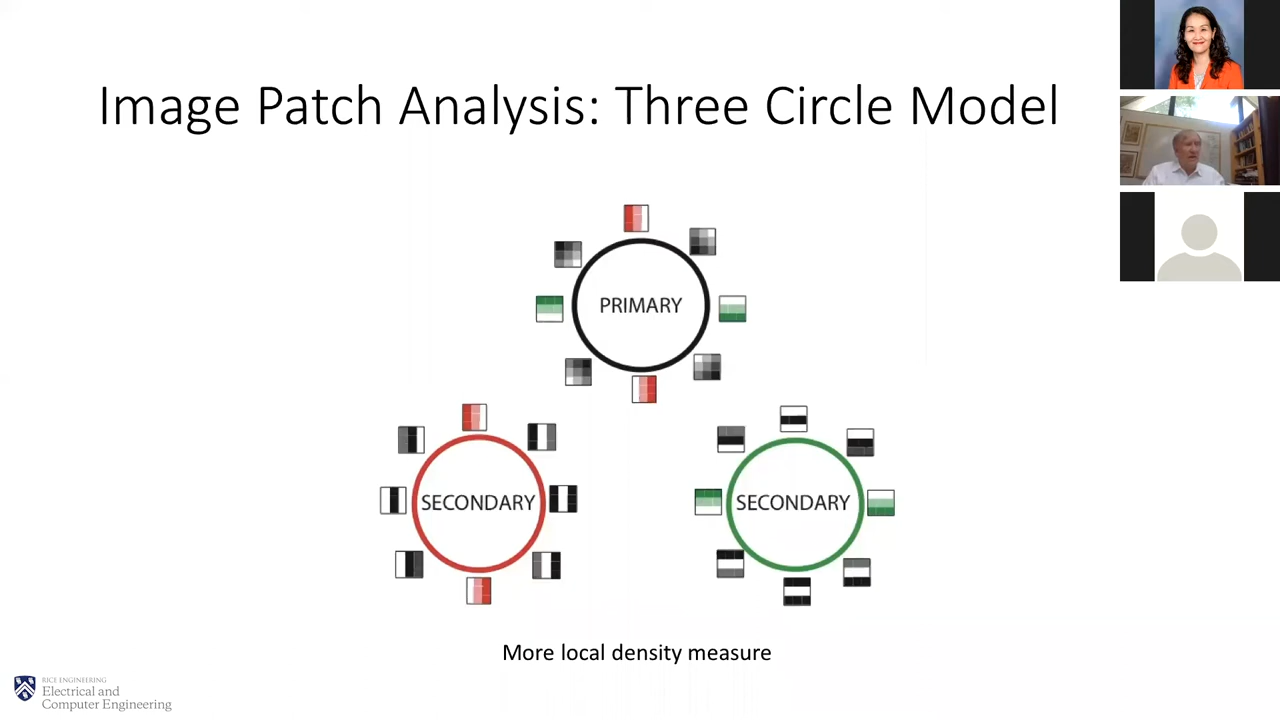 Image Patch Analysis: Three Circle Model
PRIMARY
SECONDARY
SECONDARY
More local density measure
RICE ENGINEERING
Electrical and
Computer Engineering